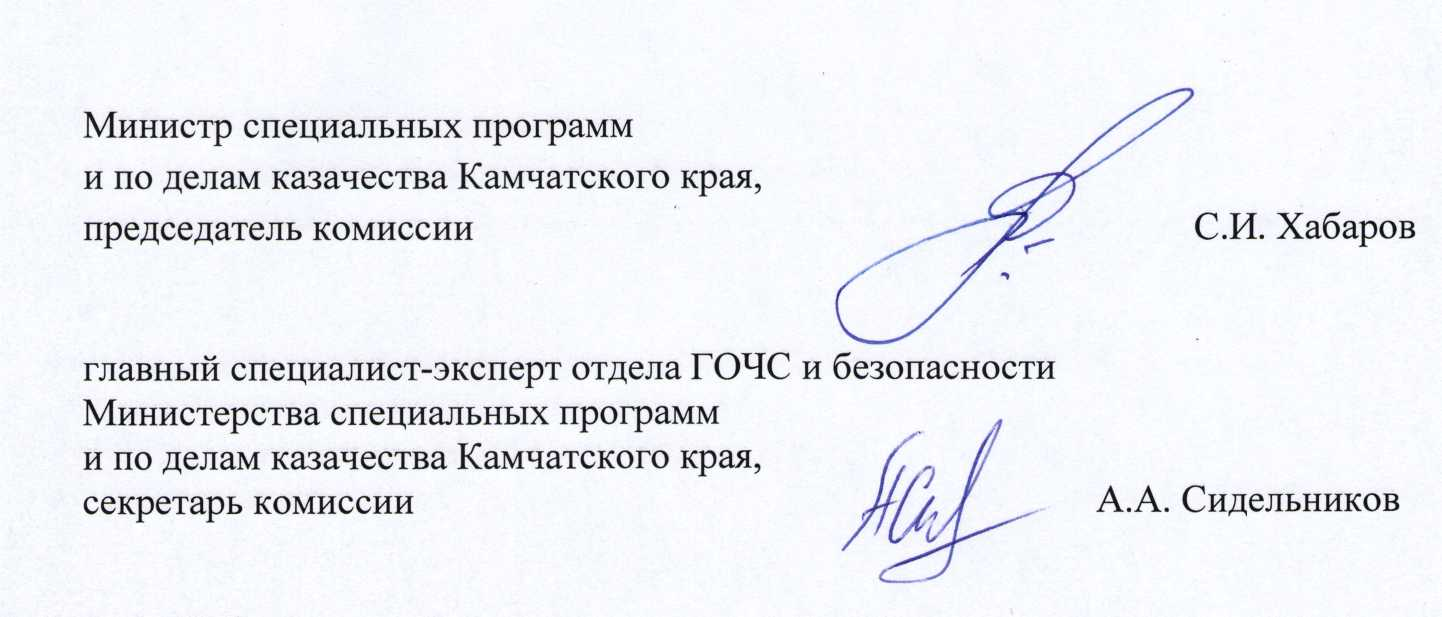 Министр специальных программ
и по делам казачества Камчатского края,
председатель комиссии С.И. Хабаров
главный специалист-эксперт отдела ГОЧС и безопасности
Министерства специальных программ
и по делам казачества Камчатского края,
секретарь комиссии А.А. Сидельников